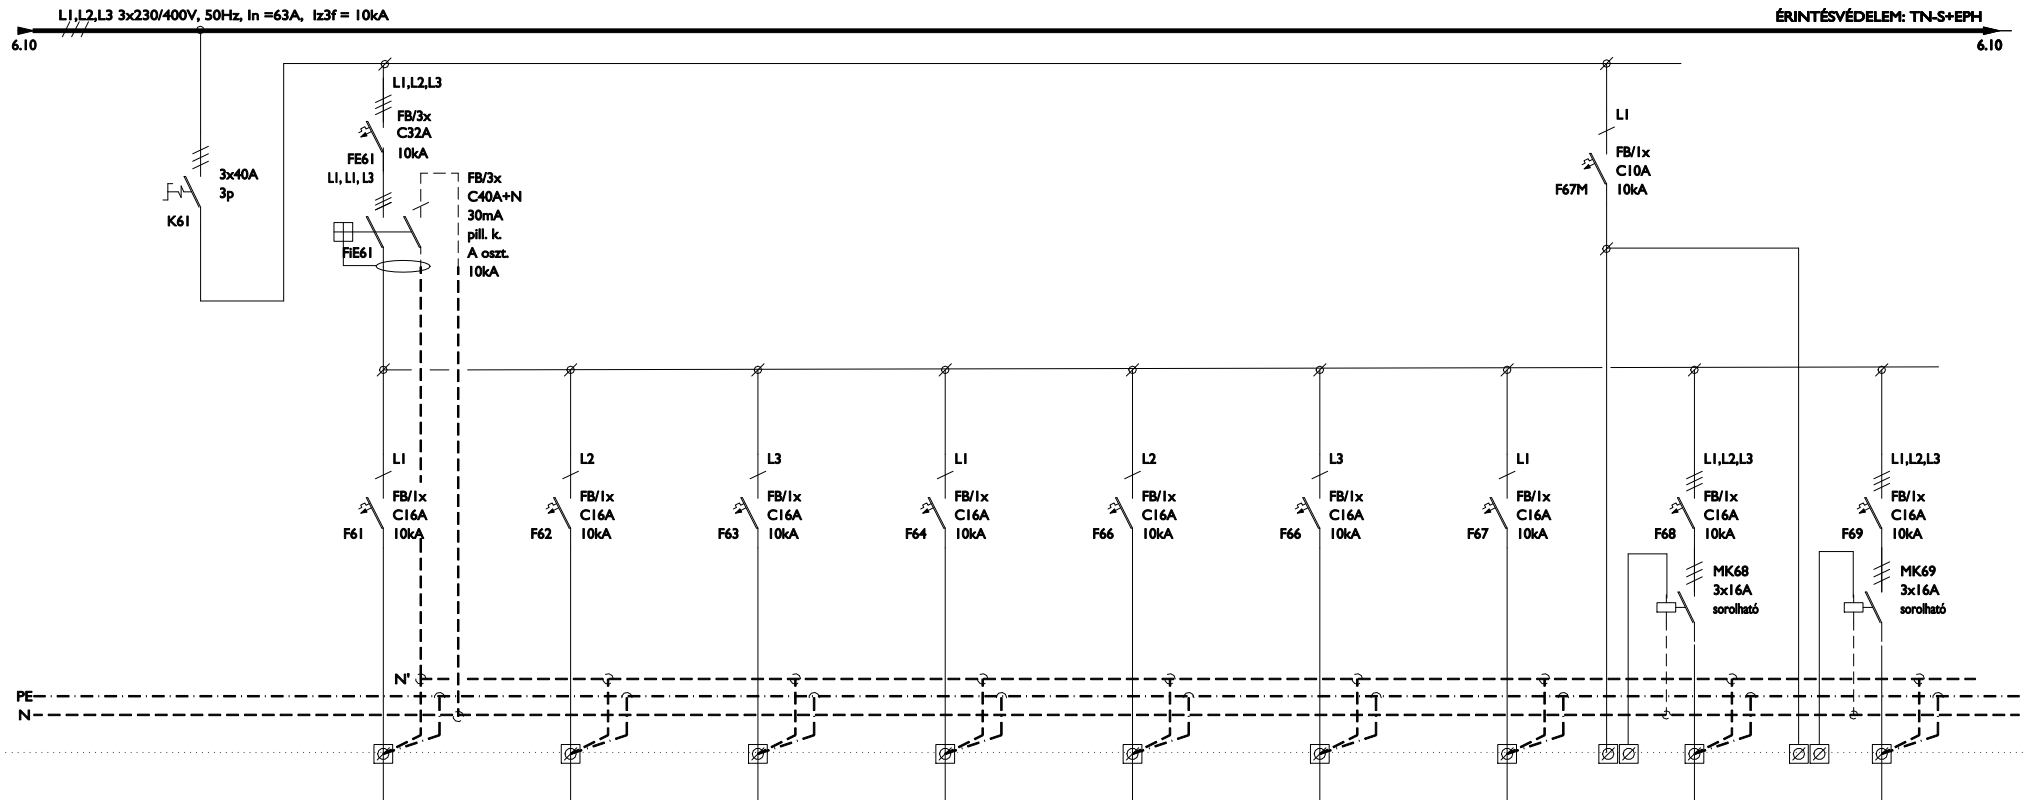 L1,L2,L3 3x230/400V, 50Hz, In =63A, Iz3f = 10kA
ÉRINTÉSVÉDELEM: TN-S+EPH
6.10
6.10
3x40A
3p
K61
L1,L2,L3
FB/3x
C32A
10kA
FE61
L1, L1, L3
FB/3x
C40A+N
30mA
pill. k.
A oszt.
10kA
FiE61
L1
FB/1x
C10A
10kA
F67M
L1
FB/1x
C16A
10kA
F61
L2
FB/1x
C16A
10kA
F62
L3
FB/1x
C16A
10kA
F63
L1
FB/1x
C16A
10kA
F64
L2
FB/1x
C16A
10kA
F66
L3
FB/1x
C16A
10kA
F66
L1
FB/1x
C16A
10kA
F67
L1,L2,L3
FB/1x
C16A
10kA
F68
MK68
3x16A
sorolható
L1,L2,L3
FB/1x
C16A
10kA
F69
MK69
3x16A
sorolható
N'
PE
N